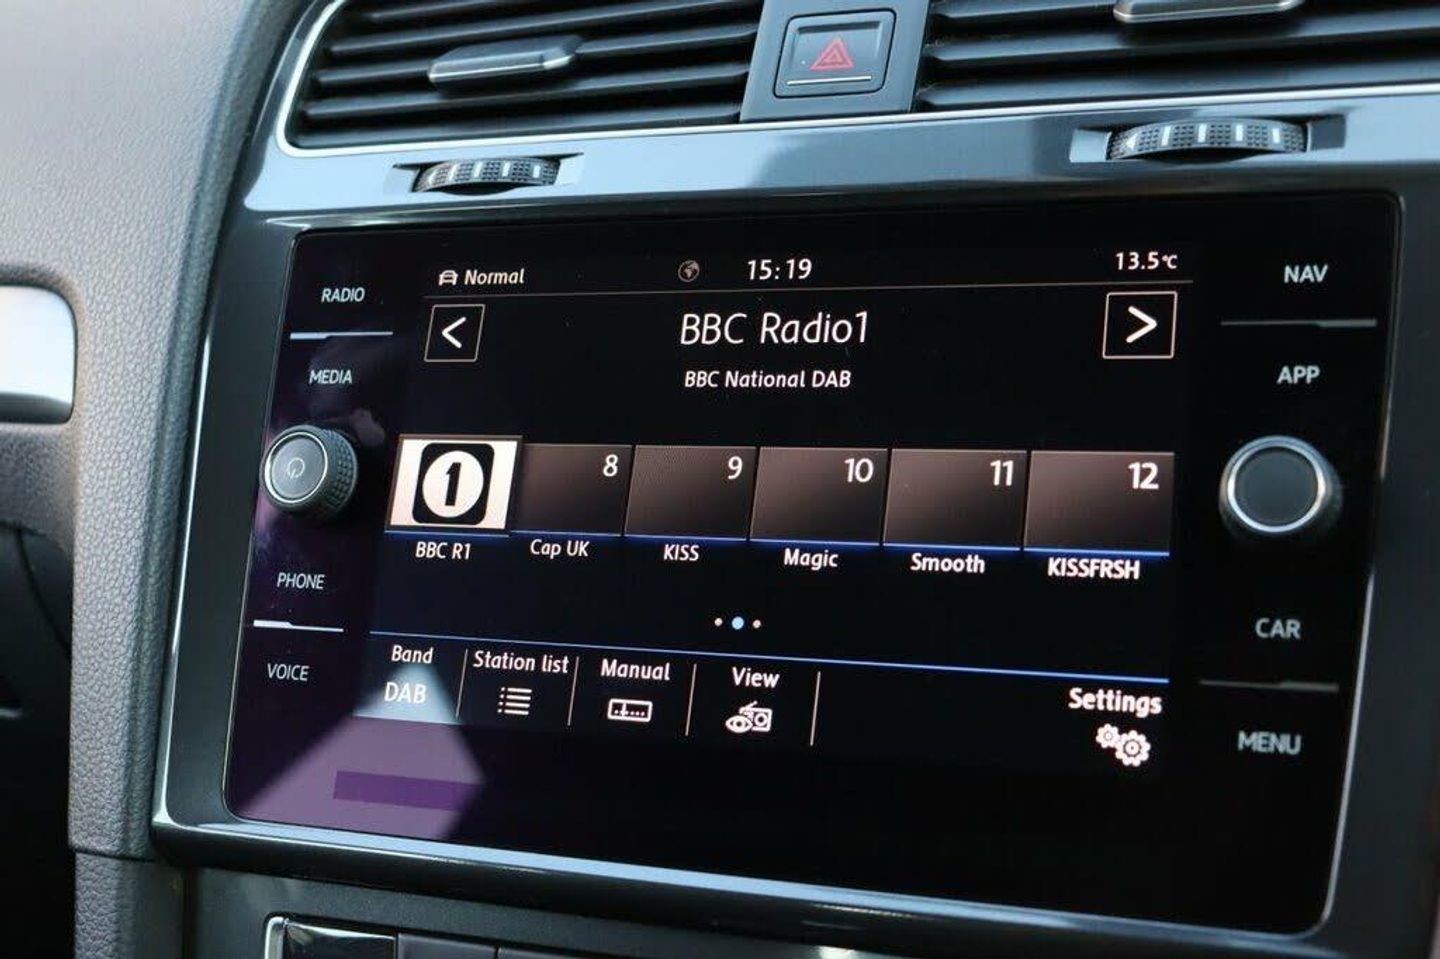 Normal 15:19 13.5°C
RADIO
NAV
BBC Radio1
<
>
MEDIA
BBC National DAB
APP
1
8
9
10
11
12
BBC R1
Cap UK
KISS
Magic
Smooth
KISSFRSH
PHONE
CAR
VOICE
Band
DAB
Station list
Manual
View
Settings
MENU